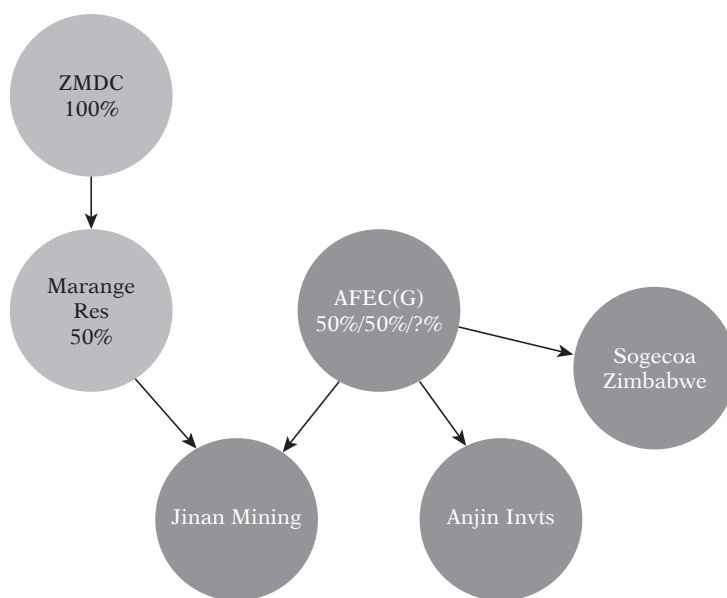 ZMDC
100%
Marange
Res
50%
AFEC(G)
50%/50%/?%
Sogecoa
Zimbabwe
Jinan Mining
Anjin Invts